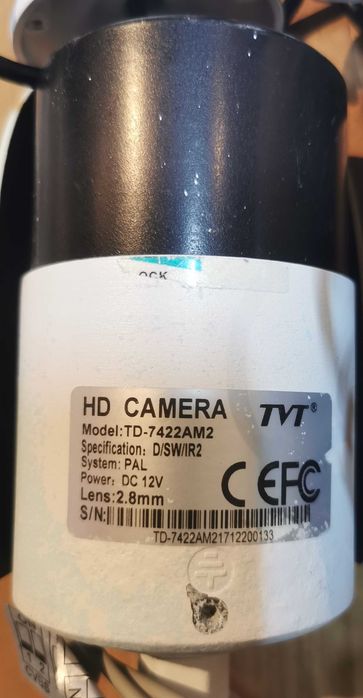 OCK
HD CAMERA TVT®
Model:TD-7422AM2
Specification: D/SW/IR2
System: PAL
Power: DC 12V
CE FC
Lens:2.8mm
S/N:
TD-7422AM21712200133